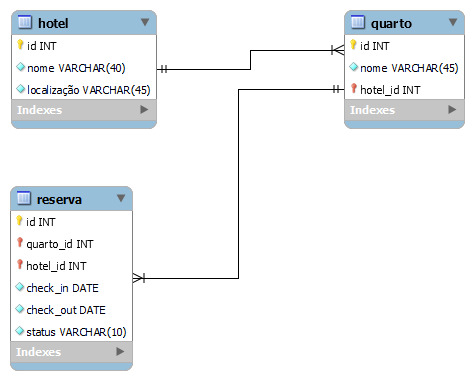 hotel
id INT
nome VARCHAR(40)
localização VARCHAR(45)
Indexes
quarto
id INT
nome VARCHAR(45)
hotel_id INT
Indexes
reserva
id INT
quarto_id INT
hotel_id INT
check_in DATE
check_out DATE
status VARCHAR(10)
Indexes